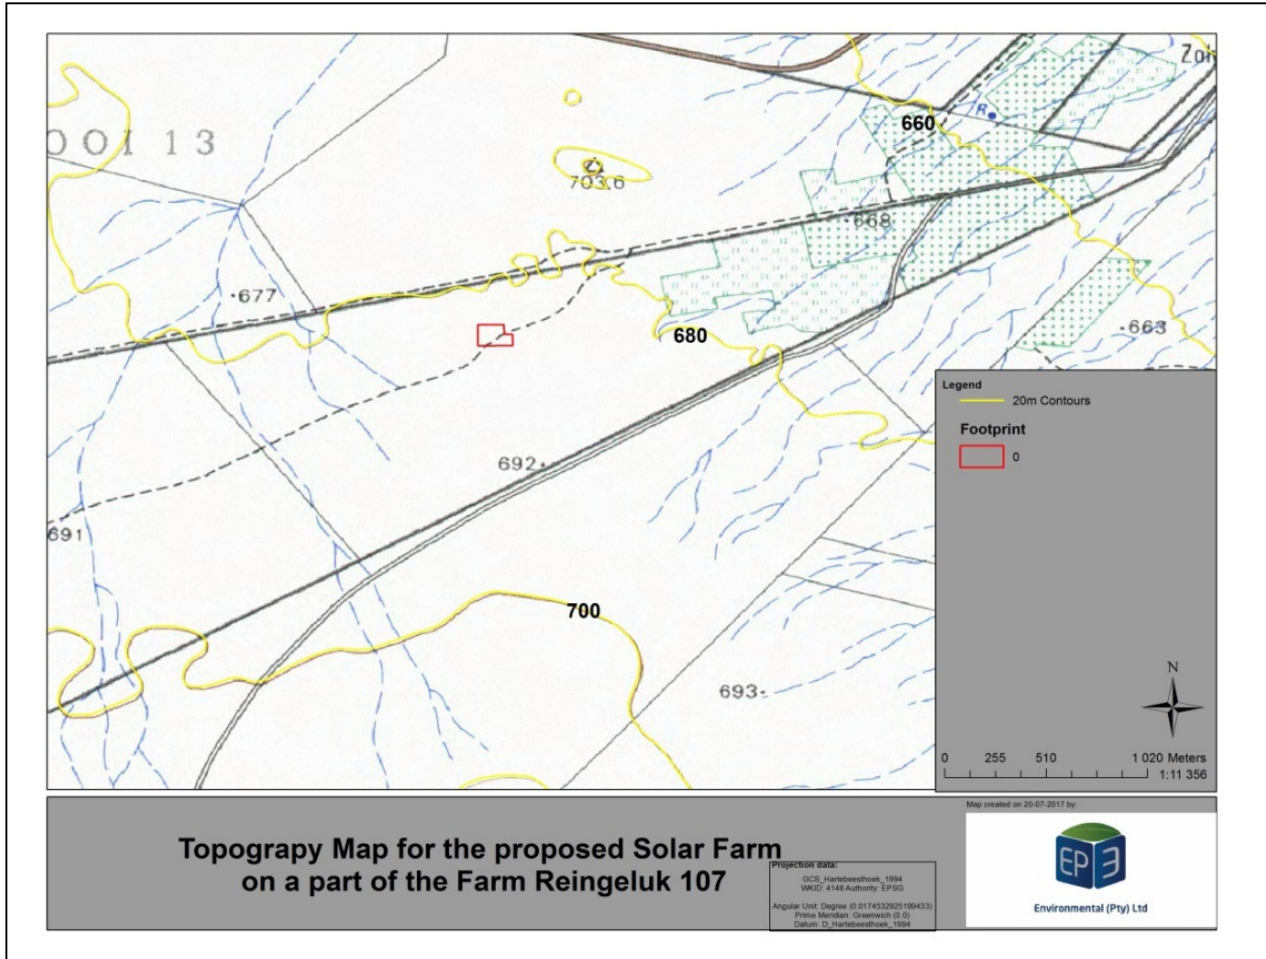 Zoi
OOI 13
660
703.6
668
677
663
680
692
691
700
693
R
Legend
20m Contours
Footprint
0
N
0 255 510 1 020 Meters
1:11 356
Map created on 20-07-2017 by:
Topograpy Map for the proposed Solar Farm
on a part of the Farm Reingeluk 107
Projection data:
GCS_Hartebeesthoek_1994
WKID: 4148 Authority: EPSG
Angular Unit: Degree (0.0174532925199433)
Prime Meridian: Greenwich (0.0)
Datum: D_Hartebeesthoek_1994
EP3
Environmental (Pty) Ltd